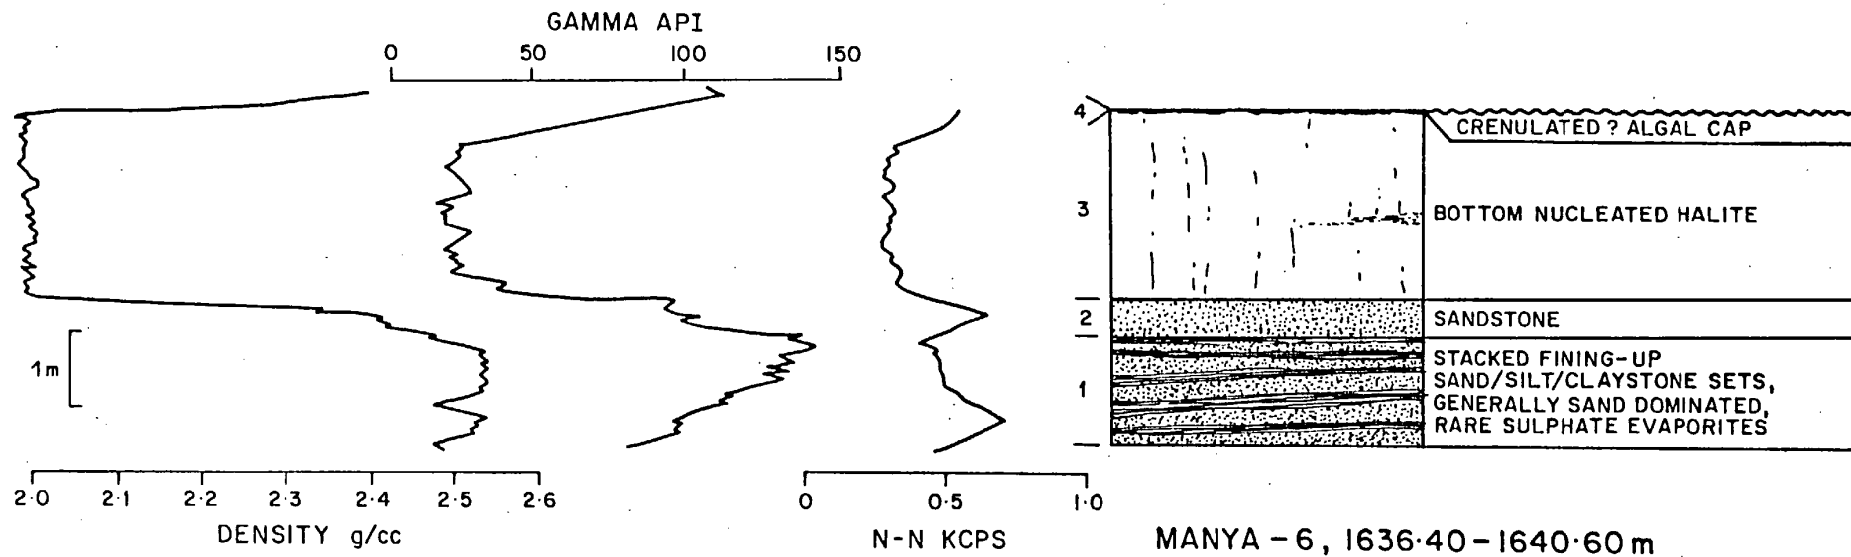 GAMMA API
0 50 100 150
4
CRENULATED ? ALGAL CAP
3
BOTTOM NUCLEATED HALITE
2
SANDSTONE
1m
1
STACKED FINING-UP
SAND/SILT/CLAYSTONE SETS,
GENERALLY SAND DOMINATED,
RARE SULPHATE EVAPORITES
2·0 2·1 2·2 2·3 2·4 2·5 2·6
DENSITY g/cc
0 0·5 1·0
N-N KCPS
MANYA-6, 1636·40-1640·60m